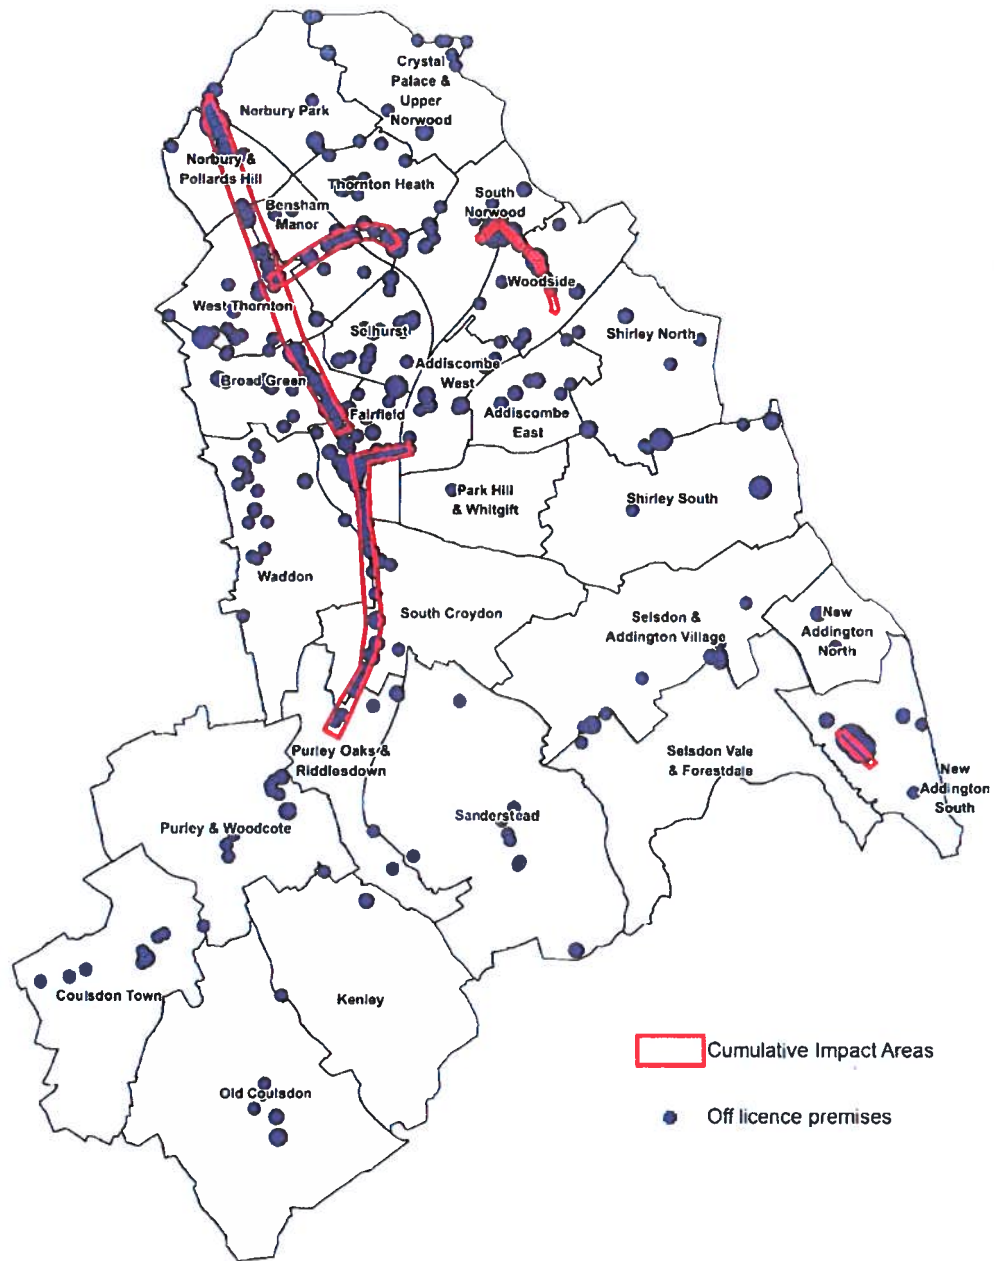 Crystal
Palace &
Upper
Norwood
Norbury Park
Norbury &
Pollards Hill
Thornton Heath
Bensham
Manor
South
Norwood
Woodside
West Thornton
Selhurst
Shirley North
Addiscombe
West
Broad Green
Fairfield
Addiscombe
East
Park Hill
& Whitgift
Shirley South
Waddon
South Croydon
Selsdon &
Addington Village
New
Addington
North
Purley Oaks &
Riddlesdown
Selsdon Vale
& Forestdale
New
Addington
South
Sanderstead
Purley & Woodcote
Coulsdon Town
Kenley
Old Coulsdon
Cumulative Impact Areas
Off licence premises